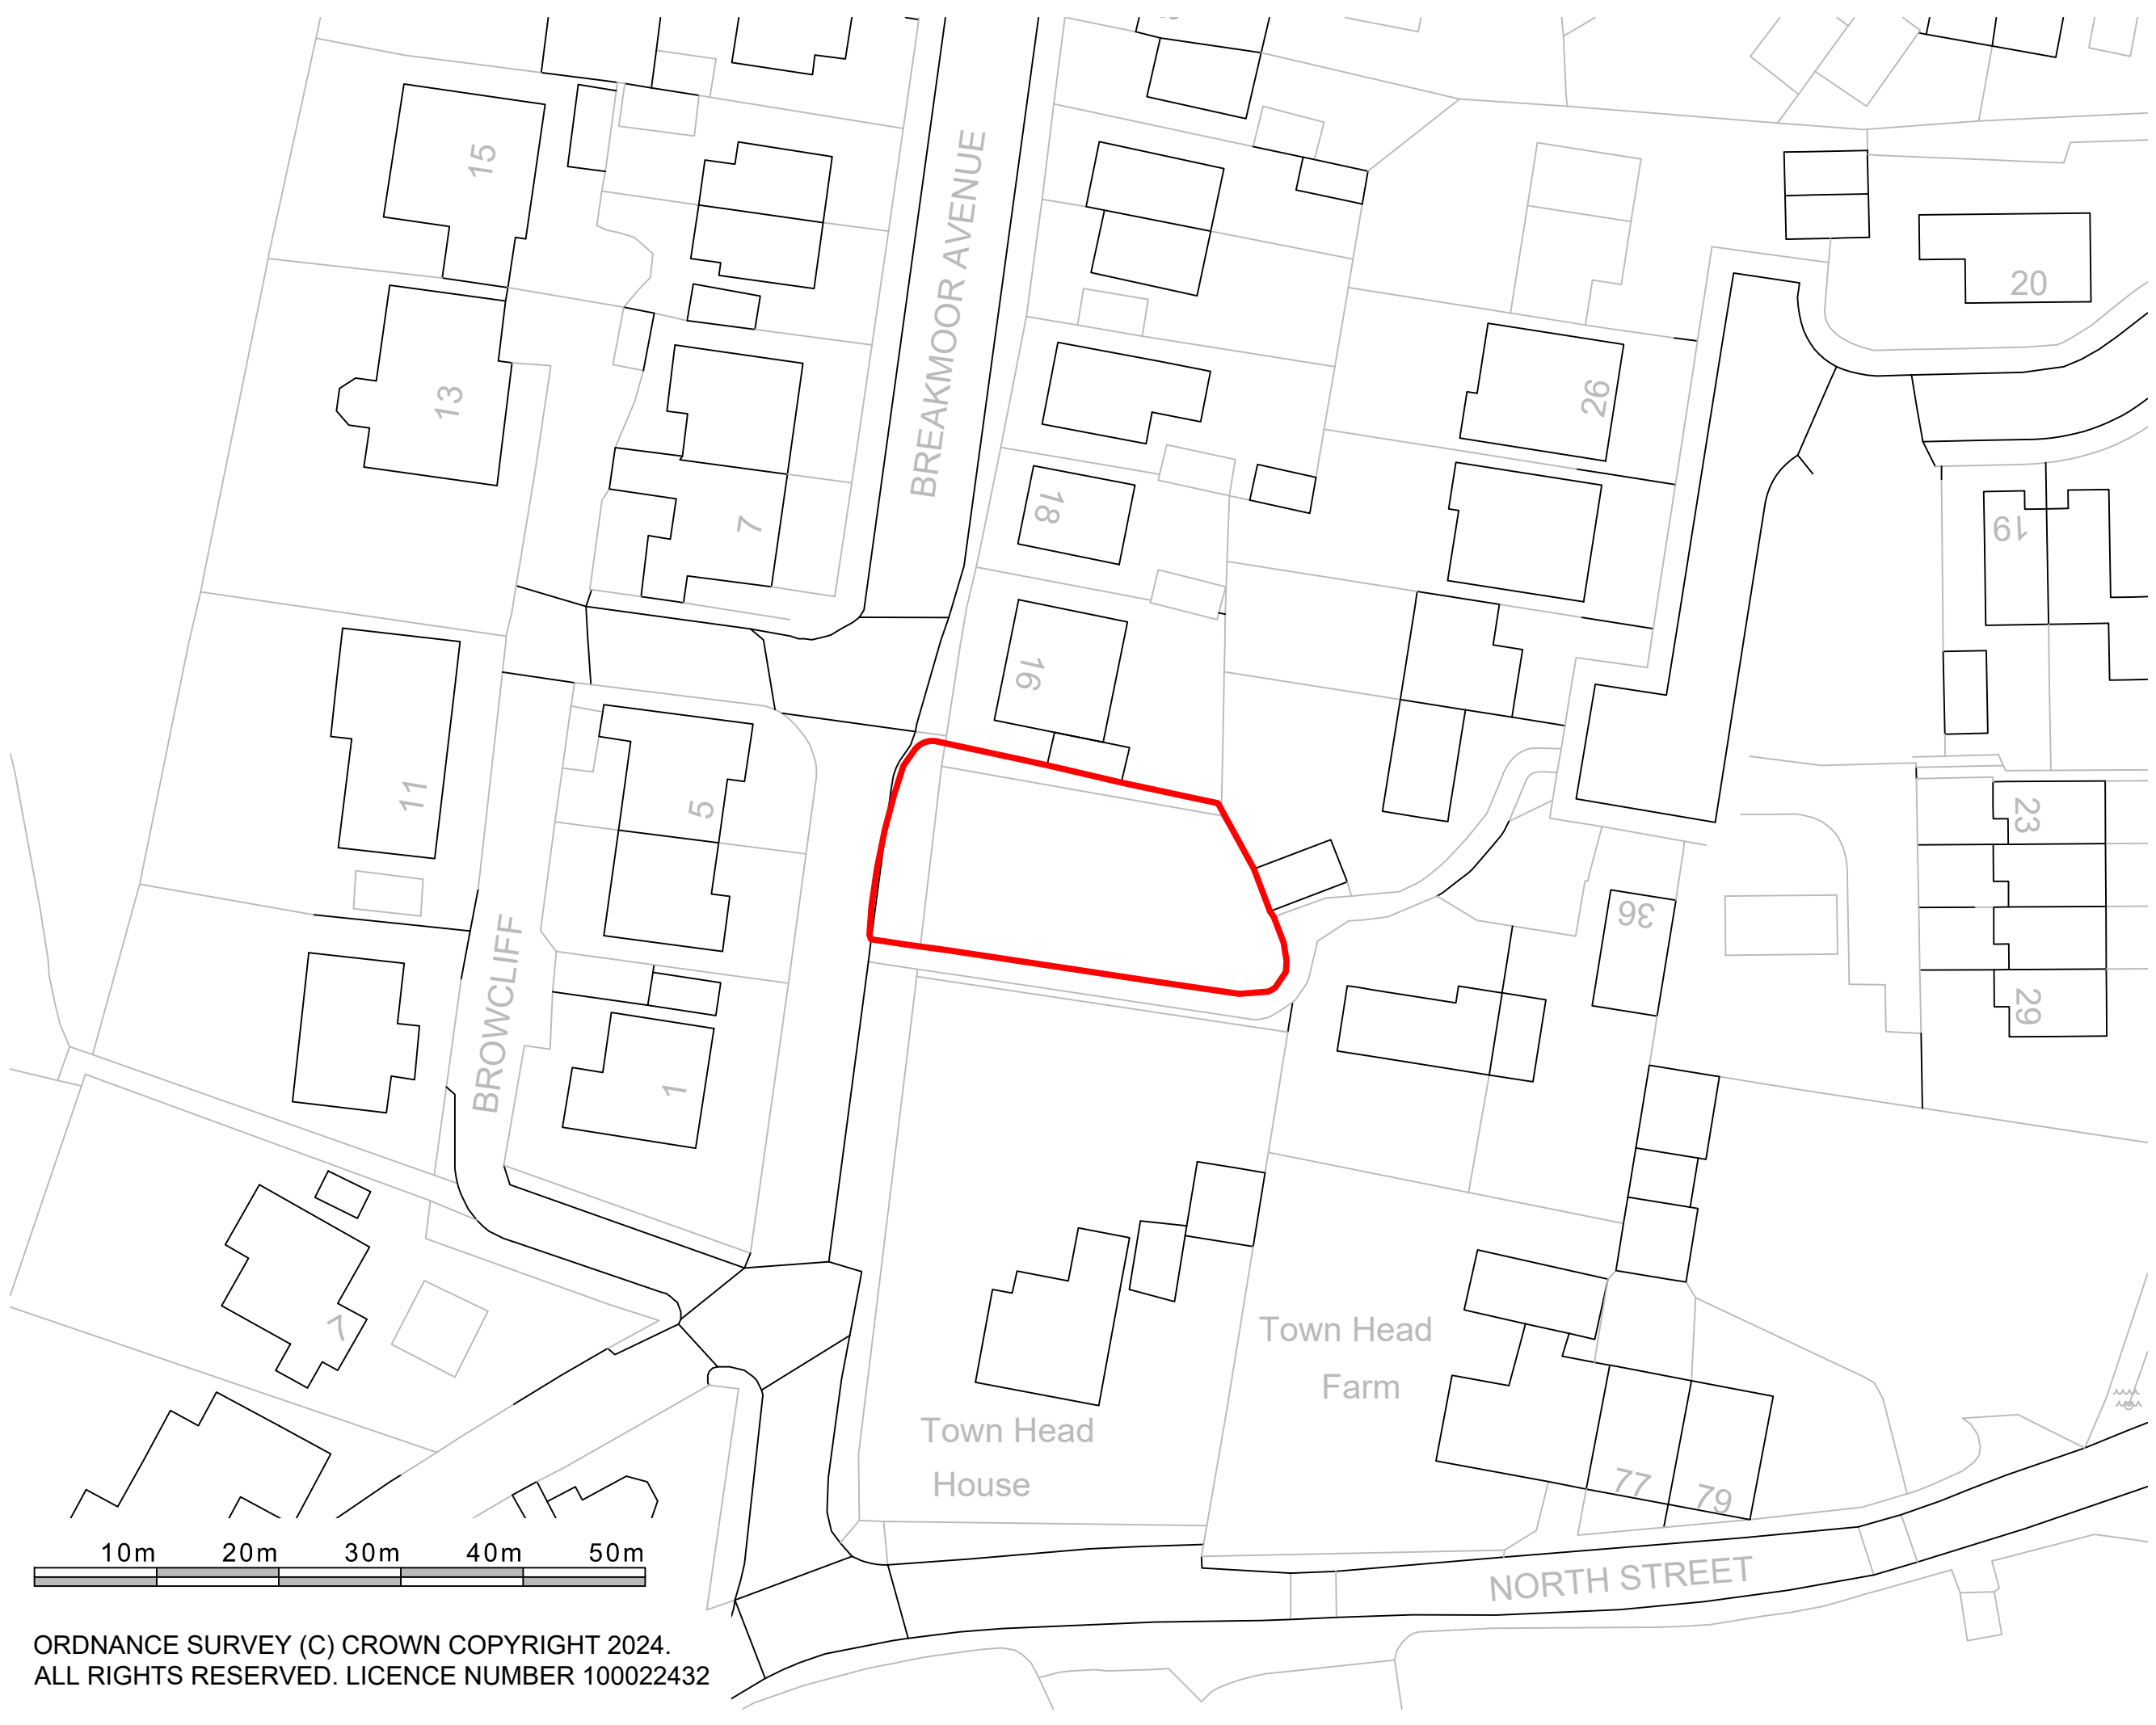 15
BREAKMOOR AVENUE
20
13
26
18
7
19
16
11
5
23
36
BROWCLIFF
29
1
7
Town Head
Farm
Town Head
House
77
79
10m 20m 30m 40m 50m
NORTH STREET
ORDNANCE SURVEY (C) CROWN COPYRIGHT 2024.
ALL RIGHTS RESERVED. LICENCE NUMBER 100022432